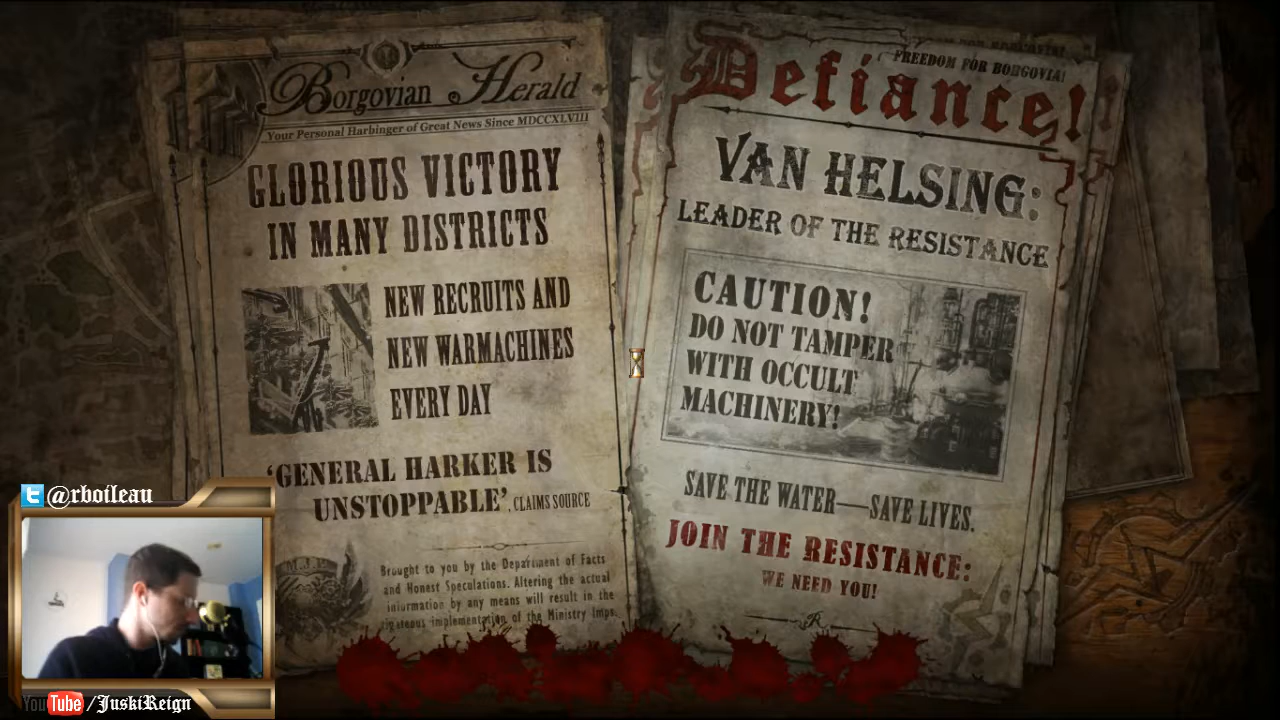 Borgovian Herald
Your Personal Harbinger of Great News Since MDCCXLVIII
GLORIOUS VICTORY
IN MANY DISTRICTS
NEW RECRUITS AND
NEW WARMACHINES
EVERY DAY
'GENERAL HARKER IS
UNSTOPPABLE', CLAIMS SOURCE
Brought to you by the Department of Facts
and Honest Speculations. Altering the actual
information by any means will result in the
rigorous implementation of the Ministry Imps.
M.J.F.
FREEDOM FOR BORGOVIA!
Defiance!
VAN HELSING:
LEADER OF THE RESISTANCE
CAUTION!
DO NOT TAMPER
WITH OCCULT
MACHINERY!
SAVE THE WATER—SAVE LIVES.
JOIN THE RESISTANCE:
WE NEED YOU!
R
@rboileau
YouTube /JuskiReign